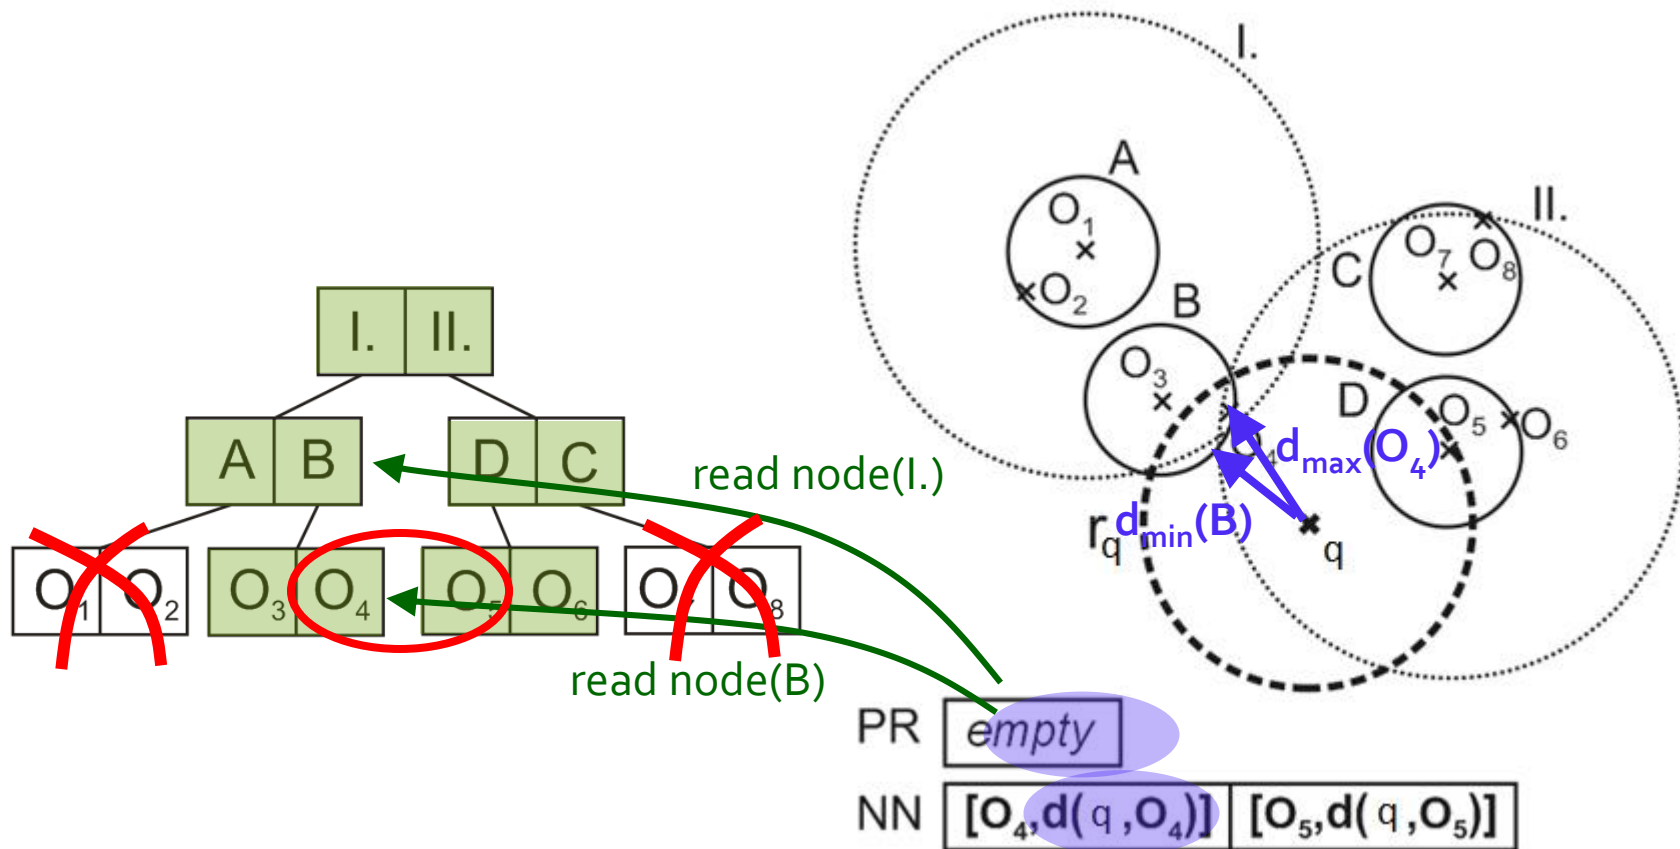 I.
A
II.
O1
O7 O8
C
O2
B
I. II.
O3
D
O5 O6
A B
D C
dmax(O4)
read node(I.)
rq dmin(B)
q
O1 O2
O3 O4
O5 O6
O8
read node(B)
PR empty
NN [O4,d( q ,O4)] [O5,d( q ,O5)]